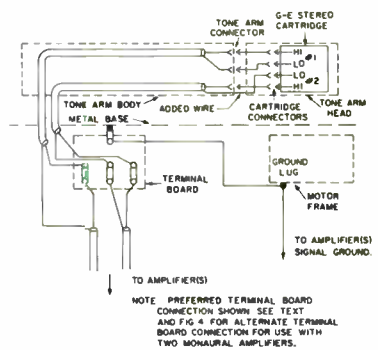 TONE ARM
CONNECTOR
G-E STEREO
CARTRIDGE
HI
#1
LO
LO
#2
HI
TONE ARM BODY
ADDED WIRE
CARTRIDGE
CONNECTORS
TONE ARM
HEAD
METAL BASE
TERMINAL
BOARD
GROUND
LUG
MOTOR
FRAME
TO AMPLIFIER(S)
SIGNAL GROUND.
TO AMPLIFIER(S)
NOTE PREFERRED TERMINAL BOARD
CONNECTION SHOWN SEE TEXT
AND FIG 4 FOR ALTERNATE TERMINAL
BOARD CONNECTION FOR USE WITH
TWO MONAURAL AMPLIFIERS.